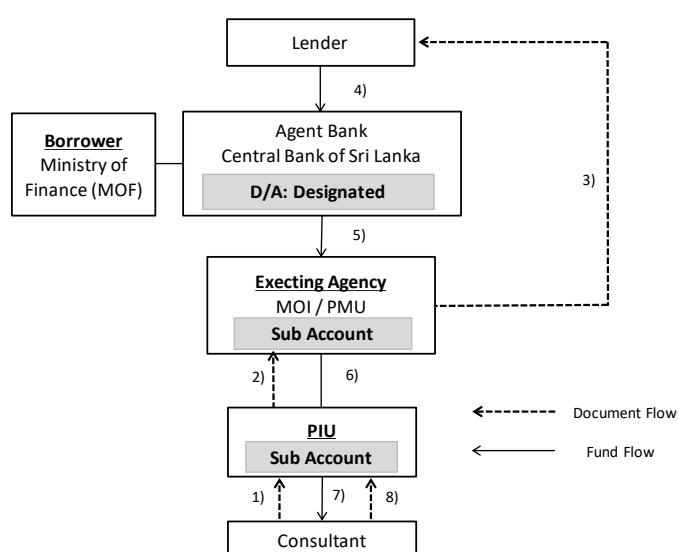 Lender
4)
Borrower
Ministry of
Finance (MOF)
Agent Bank
Central Bank of Sri Lanka
D/A: Designated
3)
5)
Execting Agency
MOI / PMU
Sub Account
2)
6)
PIU
Sub Account
Document Flow
Fund Flow
1)
7)
8)
Consultant